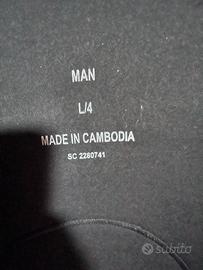 MAN
L/4
MADE IN CAMBODIA
SC 2280741
subito